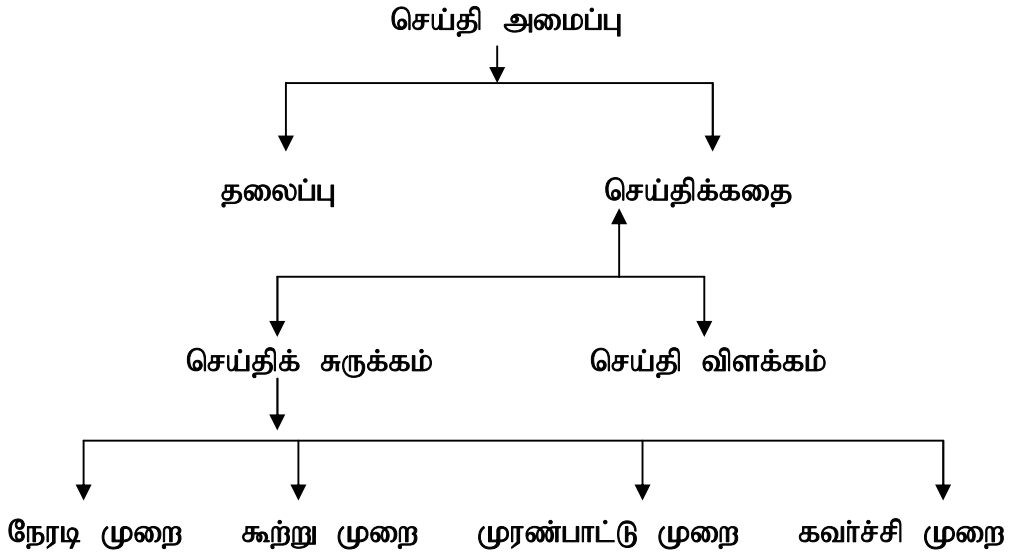 செய்தி அமைப்பு
தலைப்பு செய்திக்கதை
செய்திக் சுருக்கம் செய்தி விளக்கம்
நேரடி முறை கூற்று முறை முரண்பாட்டு முறை கவர்ச்சி முறை